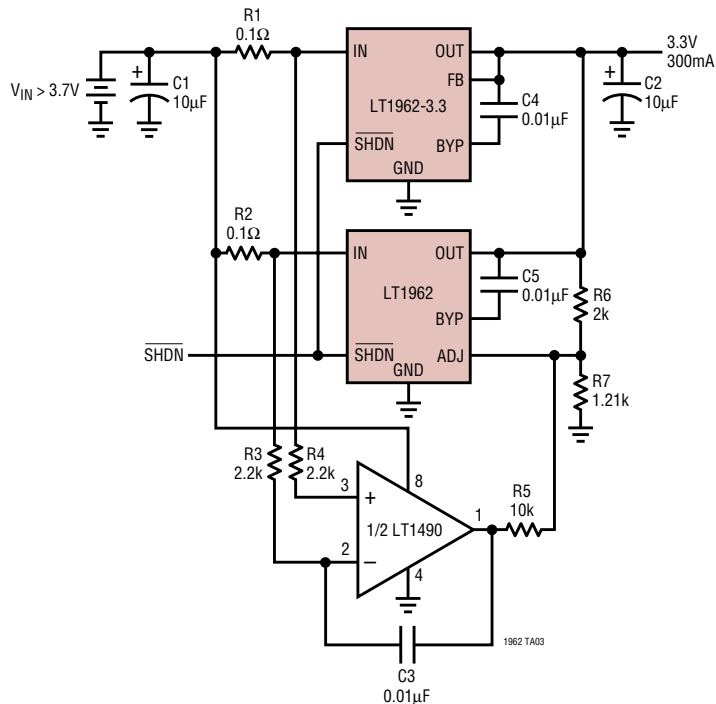 R1
0.1Ω
VIN > 3.7V
+
C1
10µF
IN
OUT
FB
LT1962-3.3
SHDN
BYP
GND
C4
0.01µF
3.3V
300mA
+
C2
10µF
R2
0.1Ω
IN
OUT
LT1962
BYP
SHDN
ADJ
GND
C5
0.01µF
R6
2k
R7
1.21k
SHDN
R3
2.2k
R4
2.2k
3
+
8
1/2 LT1490
1
2
–
4
R5
10k
C3
0.01µF
1962 TA03